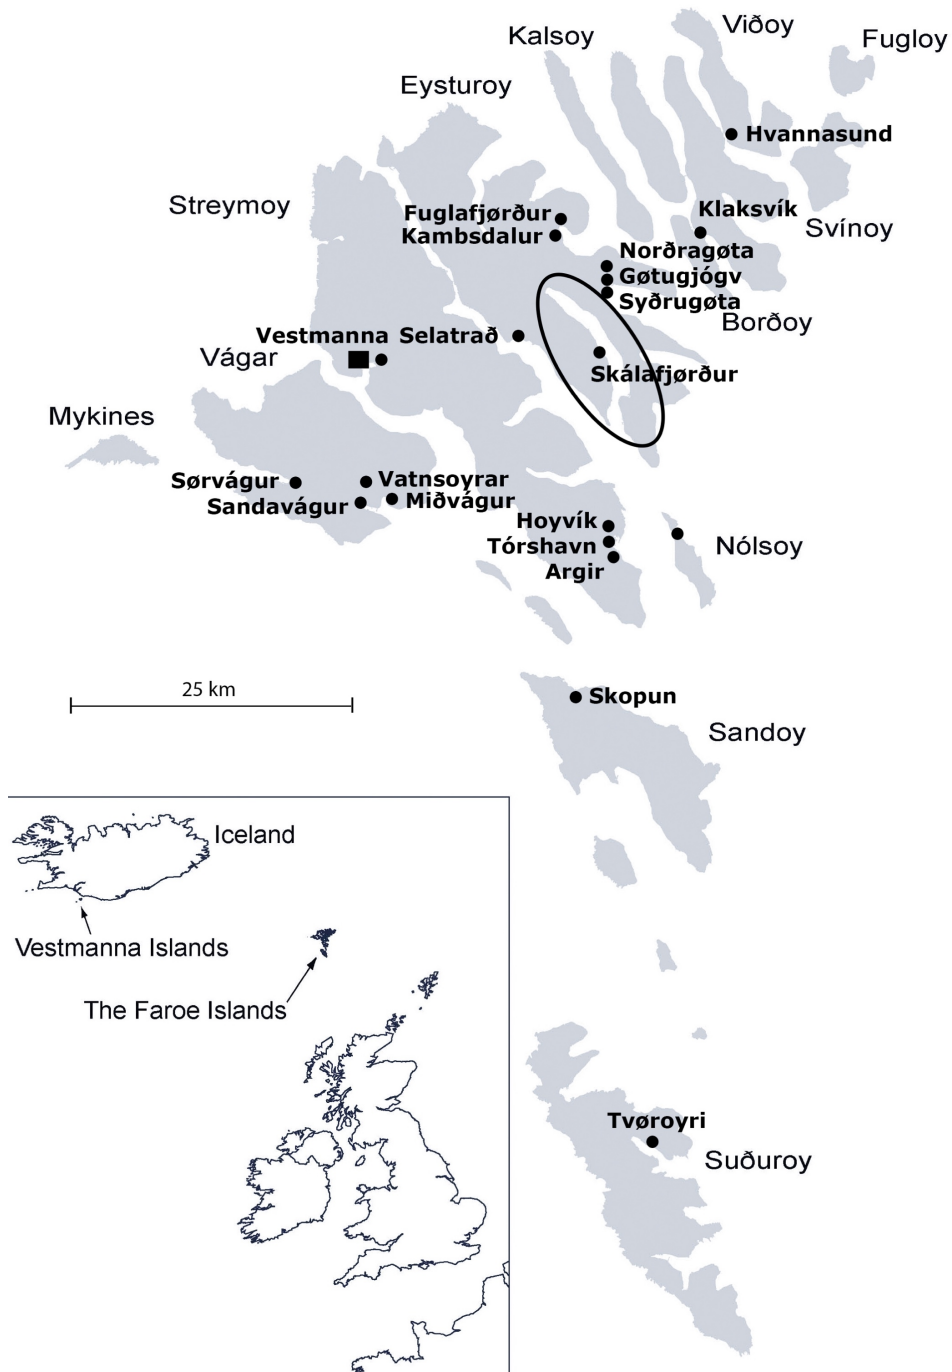 Viðoy
Kalsoy
Fugloy
Eysturoy
Hvannasund
Streymoy
Fuglafjørður
Klaksvík
Kambsdalur
Svínoy
Norðragøta
Gøtugjógv
Syðrugøta
Borðoy
Vestmanna
Selatrað
Vágar
Skálafjørður
Mykines
Sørvágur
Vatnsoyrar
Sandavágur
Miðvágur
Hoyvík
Tórshavn
Nólsoy
Argir
25 km
Skopun
Sandoy
Iceland
Vestmanna Islands
The Faroe Islands
Tvøroyri
Suðuroy